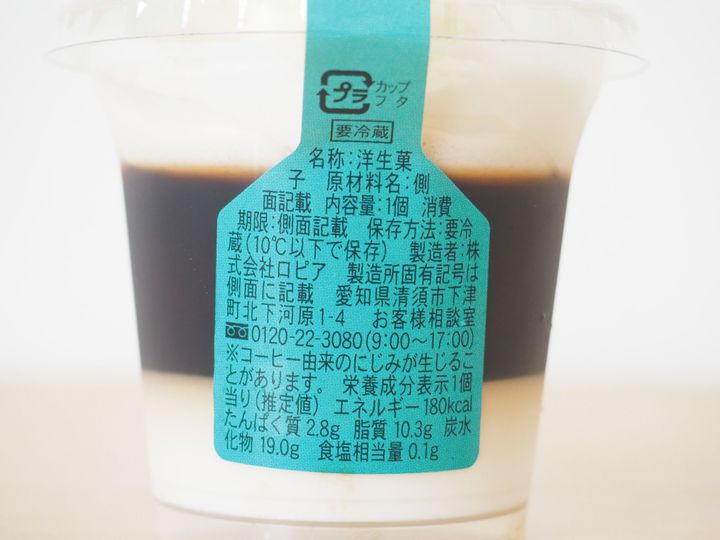 プラ
カップ
フタ
要冷蔵
名称:洋生菓
子 原材料名:側
面記載 内容量:1個 消費
期限:側面記載 保存方法:要冷
蔵(10℃以下で保存) 製造者:株
式会社ロピア 製造所固有記号は
側面に記載 愛知県清須市下津
町北下河原1-4 お客様相談室
0120-22-3080(9:00〜17:00)
※コーヒー由来のにじみが生じるこ
とがあります。 栄養成分表示1個
当り(推定値) エネルギー180kcal
たんぱく質2.8g 脂質10.3g 炭水
化物19.0g 食塩相当量0.1g